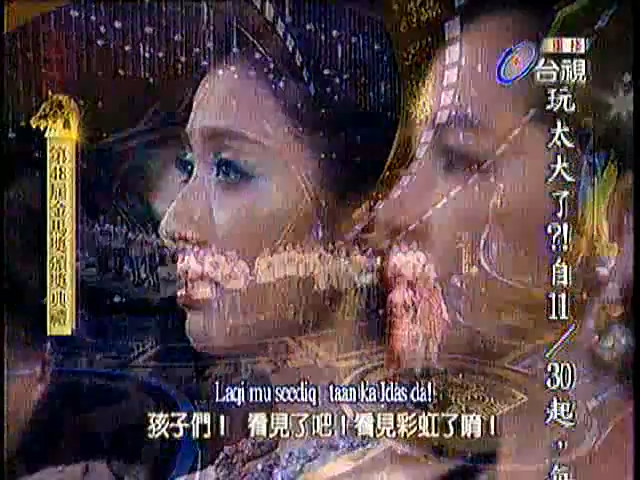 台視
第48屆金馬獎頒獎典禮
玩太大了?!自11/30起,每
Laqi mu seediq taan ka Idas da!
孩子們! 看見了吧!看見彩虹了唷!